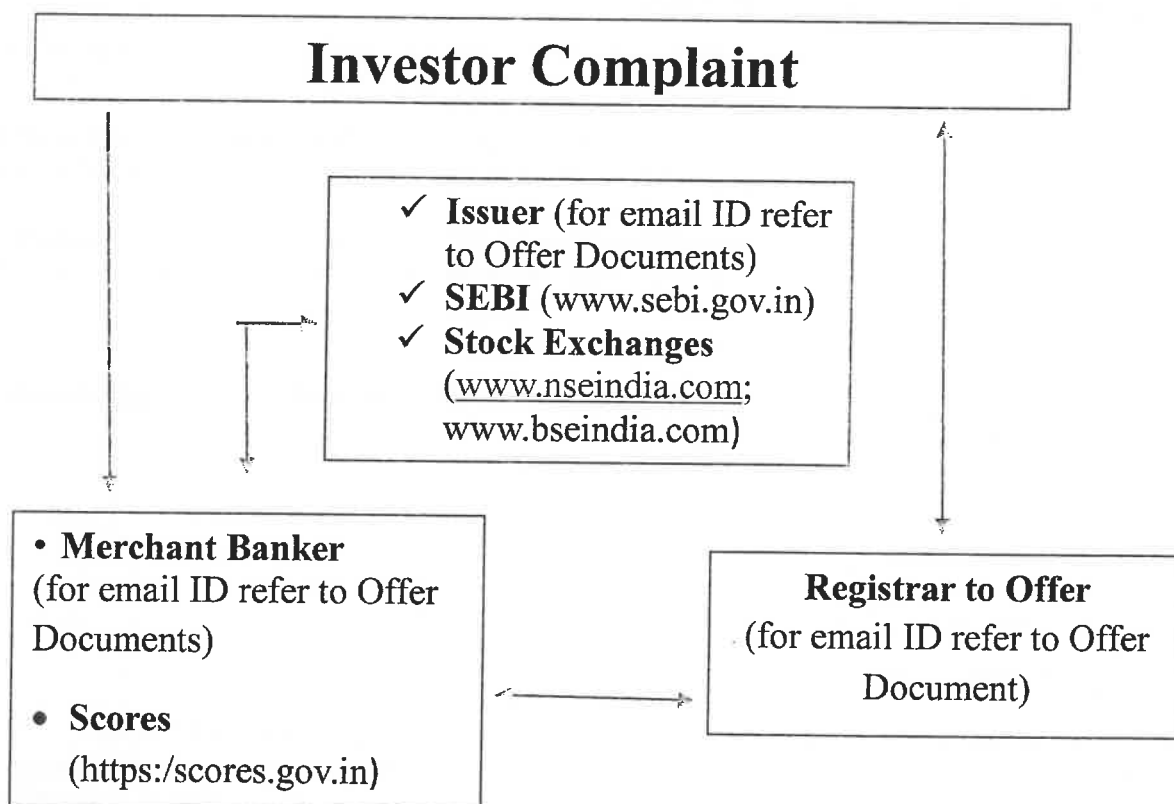 Investor Complaint
✓ Issuer (for email ID refer
to Offer Documents)
✓ SEBI (www.sebi.gov.in)
✓ Stock Exchanges
(www.nseindia.com;
www.bseindia.com)
• Merchant Banker
(for email ID refer to Offer
Documents)
• Scores
(https:/scores.gov.in)
Registrar to Offer
(for email ID refer to Offer
Document)